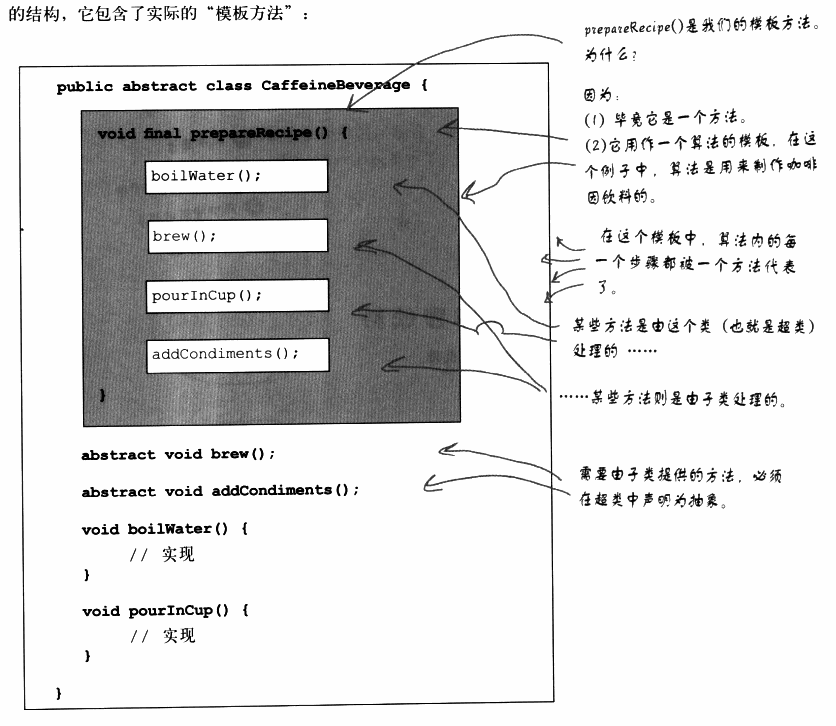 的结构，它包含了实际的“模板方法”：
public abstract class CaffeineBeverage {
void final prepareRecipe() {
boilWater();
brew();
pourInCup();
addCondiments();
}
abstract void brew();
abstract void addCondiments();
void boilWater() {
// 实现
}
void pourInCup() {
// 实现
}
}
prepareRecipe()是我们的模板方法。
为什么？
因为：
(1) 毕竟它是一个方法。
(2)它用作一个算法的模板，在这
个例子中，算法是用来制作咖啡
因饮料的。
在这个模板中，算法内的每
一个步骤都被一个方法代表
了。
某些方法是由这个类（也就是超类）
处理的 ……
……某些方法则是由子类处理的。
需要由子类提供的方法，必须
在超类中声明为抽象。